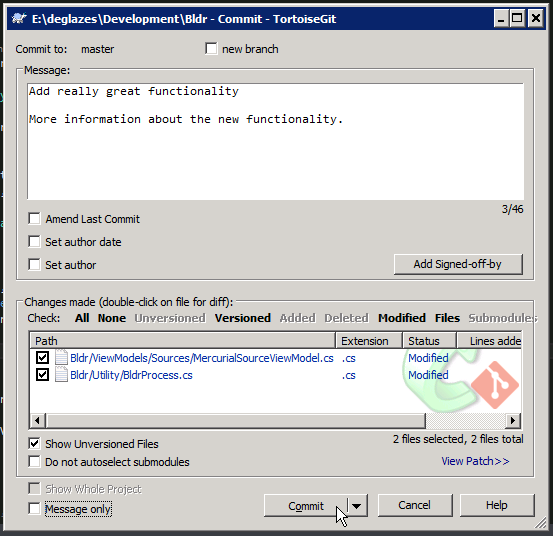 E:\deglazes\Development\Bldr - Commit - TortoiseGit
Commit to: master new branch
Message:
Add really great functionality
More information about the new functionality.
3/46
Amend Last Commit
Set author date
Set author
Add Signed-off-by
Changes made (double-click on file for diff):
Check: All None Unversioned Versioned Added Deleted Modified Files Submodules
Path Extension Status Lines adde
Bldr/ViewModels/Sources/MercurialSourceViewModel.cs .cs Modified
Bldr/Utility/BldrProcess.cs .cs Modified
Show Unversioned Files
2 files selected, 2 files total
Do not autoselect submodules
View Patch>>
Show Whole Project
Message only
Commit Cancel Help